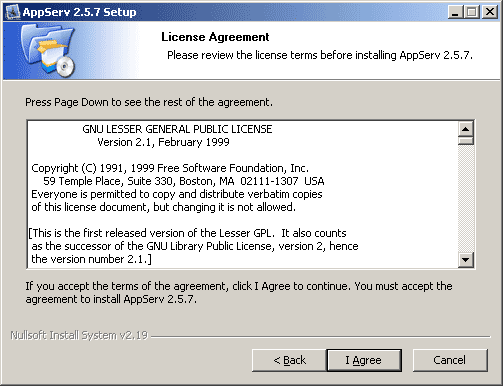 AppServ 2.5.7 Setup
License Agreement
Please review the license terms before installing AppServ 2.5.7.
Press Page Down to see the rest of the agreement.
GNU LESSER GENERAL PUBLIC LICENSE
Version 2.1, February 1999
Copyright (C) 1991, 1999 Free Software Foundation, Inc.
59 Temple Place, Suite 330, Boston, MA  02111-1307  USA
Everyone is permitted to copy and distribute verbatim copies
of this license document, but changing it is not allowed.
[This is the first released version of the Lesser GPL.  It also counts
as the successor of the GNU Library Public License, version 2, hence
the version number 2.1.]
If you accept the terms of the agreement, click I Agree to continue. You must accept the
agreement to install AppServ 2.5.7.
Nullsoft Install System v2.19
< Back I Agree Cancel